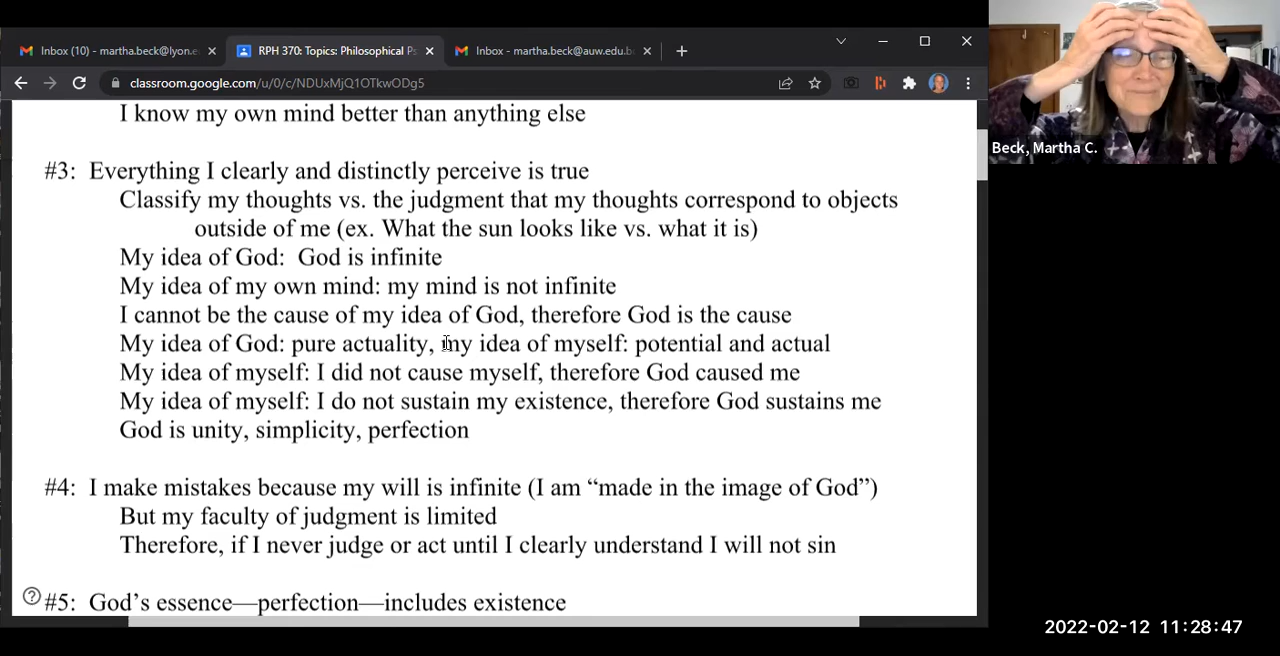 Inbox (10) - martha.beck@lyon.e
RPH 370: Topics: Philosophical Ps
Inbox - martha.beck@auw.edu.b
classroom.google.com/u/0/c/NDUxMjQ1OTkwODg5
I know my own mind better than anything else
#3: Everything I clearly and distinctly perceive is true
Classify my thoughts vs. the judgment that my thoughts correspond to objects
outside of me (ex. What the sun looks like vs. what it is)
My idea of God: God is infinite
My idea of my own mind: my mind is not infinite
I cannot be the cause of my idea of God, therefore God is the cause
My idea of God: pure actuality, my idea of myself: potential and actual
My idea of myself: I did not cause myself, therefore God caused me
My idea of myself: I do not sustain my existence, therefore God sustains me
God is unity, simplicity, perfection
#4: I make mistakes because my will is infinite (I am “made in the image of God”)
But my faculty of judgment is limited
Therefore, if I never judge or act until I clearly understand I will not sin
#5: God’s essence—perfection—includes existence
Beck, Martha C.
2022-02-12 11:28:47